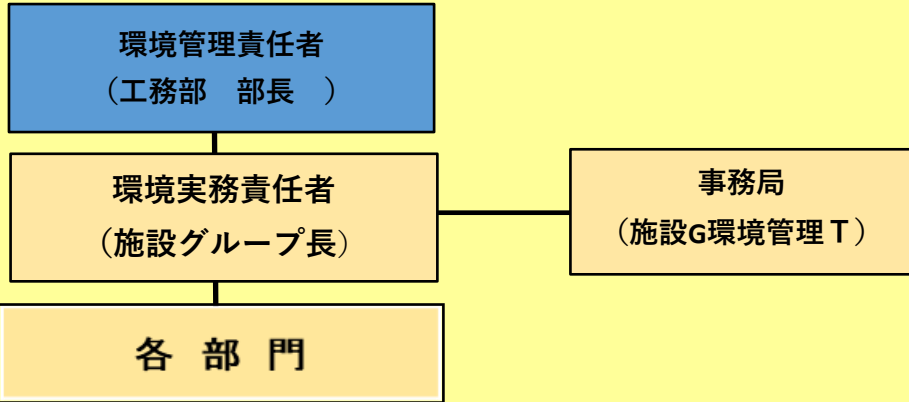 環境管理責任者
（工務部　部長　）
環境実務責任者
（施設グループ長）
事務局
（施設G環境管理Ｔ）
各 部 門